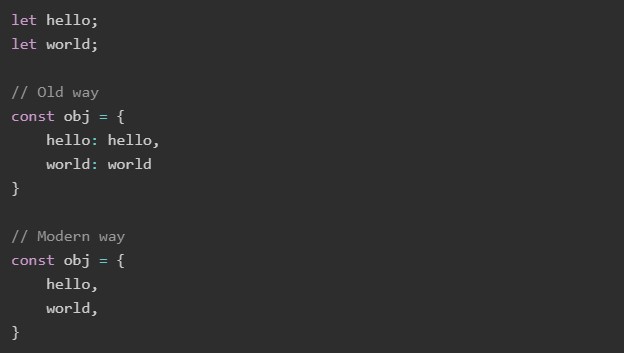 let hello;
let world;

// Old way
const obj = {
    hello: hello,
    world: world
}

// Modern way
const obj = {
    hello,
    world,
}